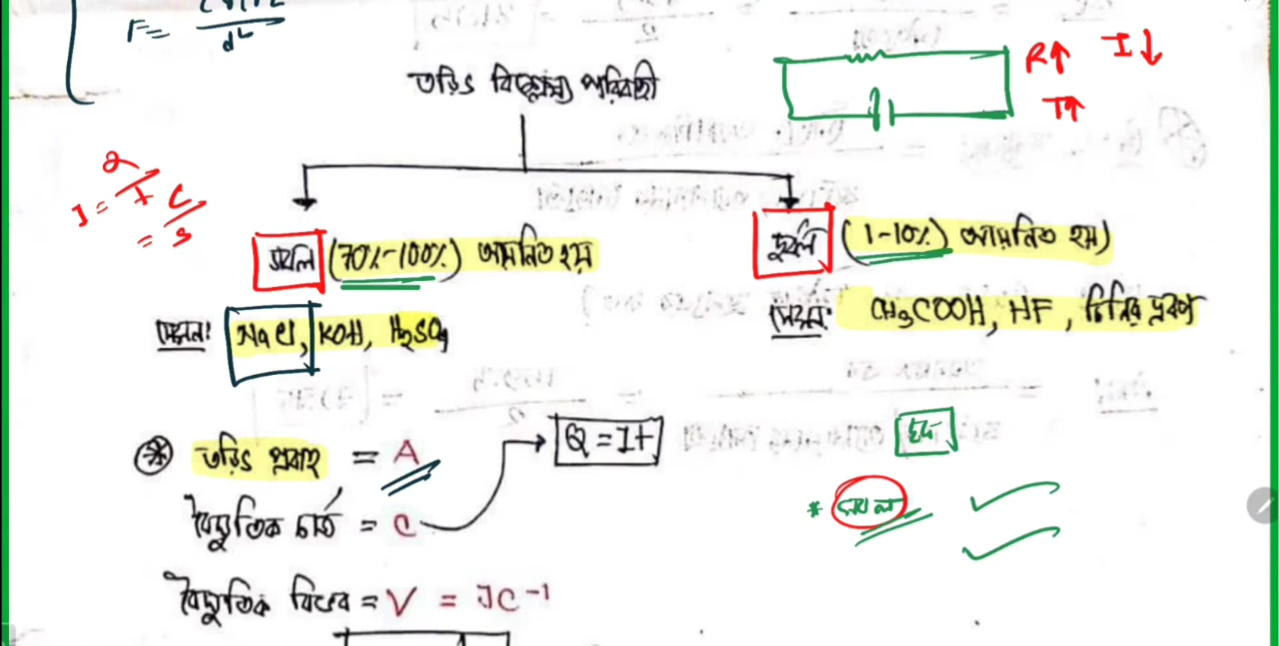 F =
d²
তড়িৎ বিশ্লেষ্য পরিবাহী
R↑ I↓
T↑
I = Q/t
= C/s
সবল (70%-100%) আয়নিত হয়
দুর্বল (1-10%) আয়নিত হয়)
যেমন: NaCl, KOH, H₂SO₄
যেমন: CH₃COOH, HF, চিনির দ্রবণ
⊛ তড়িৎ প্রবাহ = A
Q = It
বৈদ্যুতিক চার্জ = C
* সবল
বৈদ্যুতিক বিভব = V = JC⁻¹